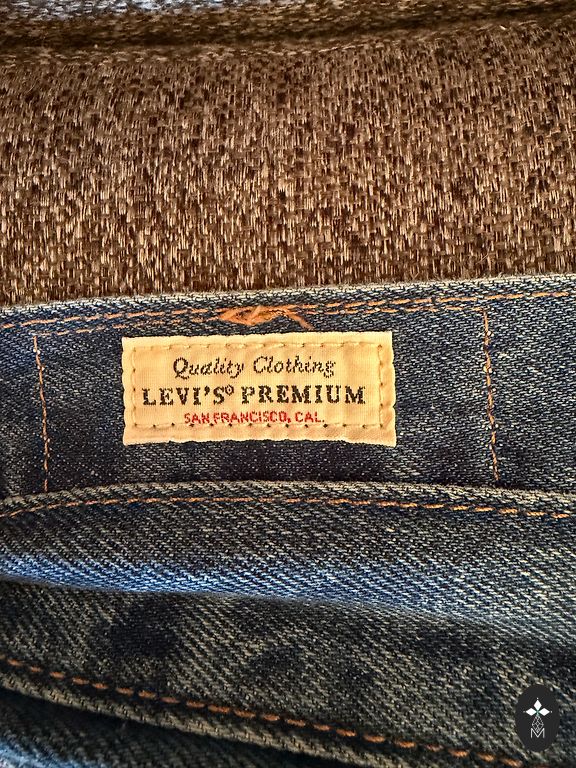 Quality Clothing
LEVI'S® PREMIUM
SAN FRANCISCO, CAL.
M